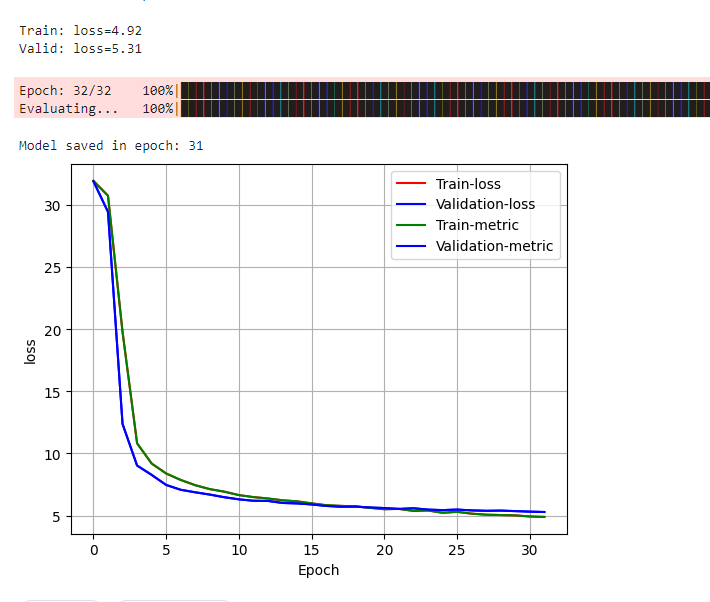 Train: loss=4.92
Valid: loss=5.31
Epoch: 32/32 100%
Evaluating... 100%
Model saved in epoch: 31
Train-loss
Validation-loss
Train-metric
Validation-metric
loss
30
25
20
15
10
5
0 5 10 15 20 25 30
Epoch